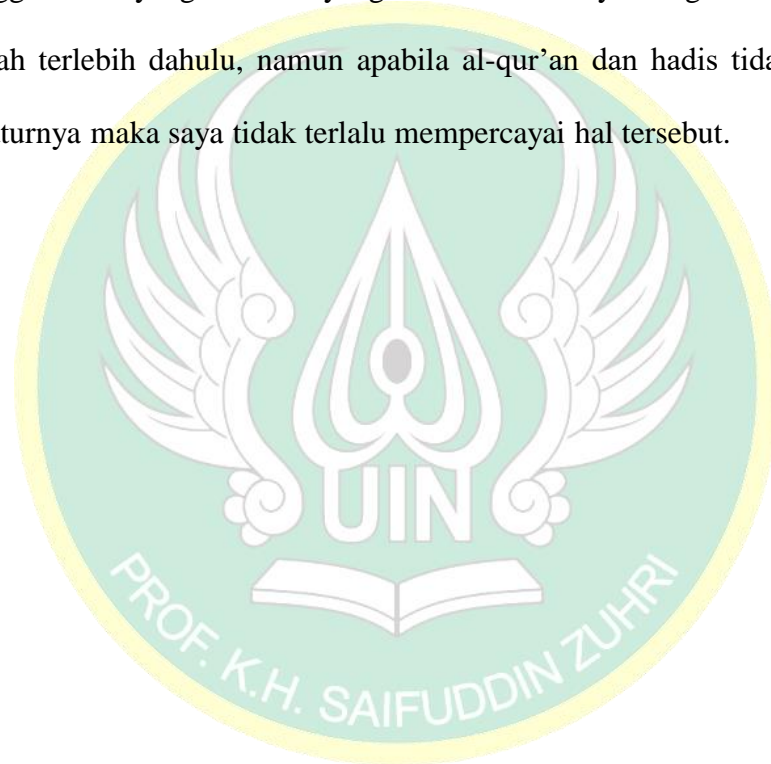 ah terlebih dahulu, namun apabila al-qur’an dan hadis tida
turnya maka saya tidak terlalu mempercayai hal tersebut.
UIN
PROF. K.H. SAIFUDDIN ZUHRI